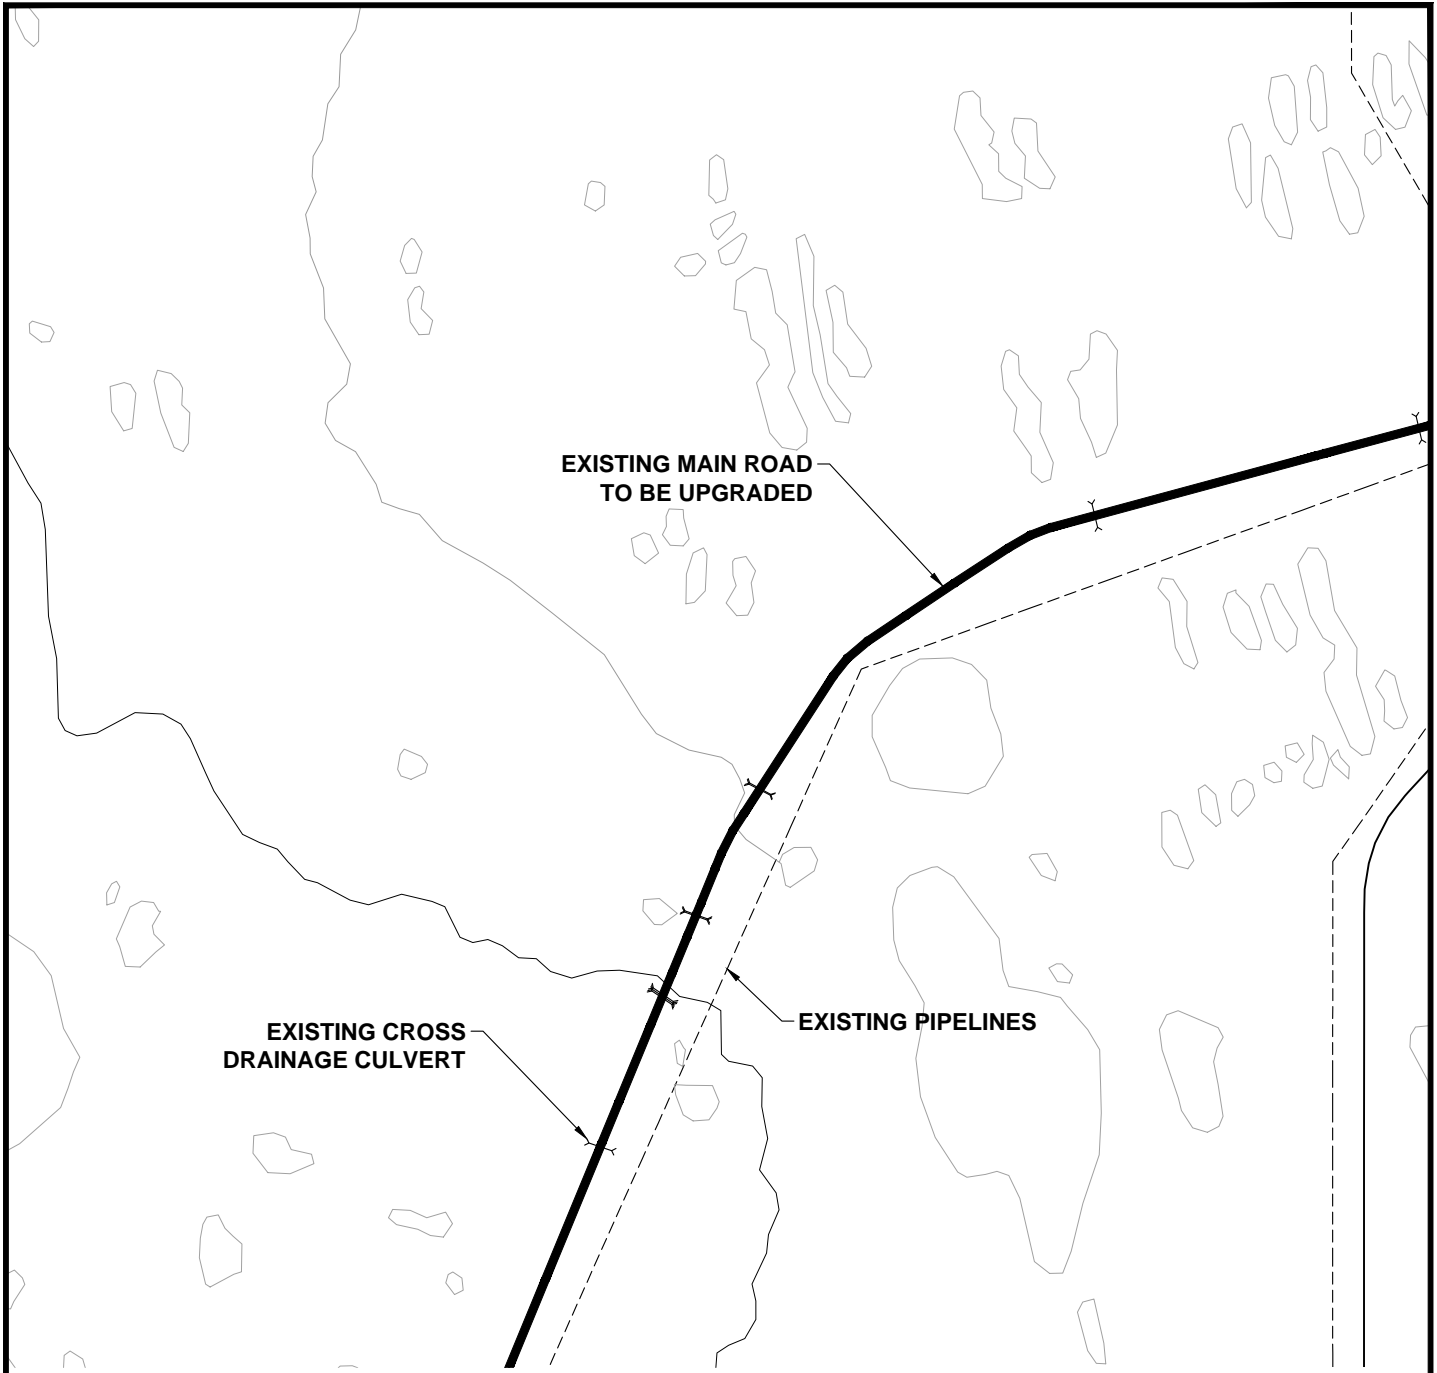 EXISTING MAIN ROAD
TO BE UPGRADED
EXISTING CROSS
DRAINAGE CULVERT
EXISTING PIPELINES